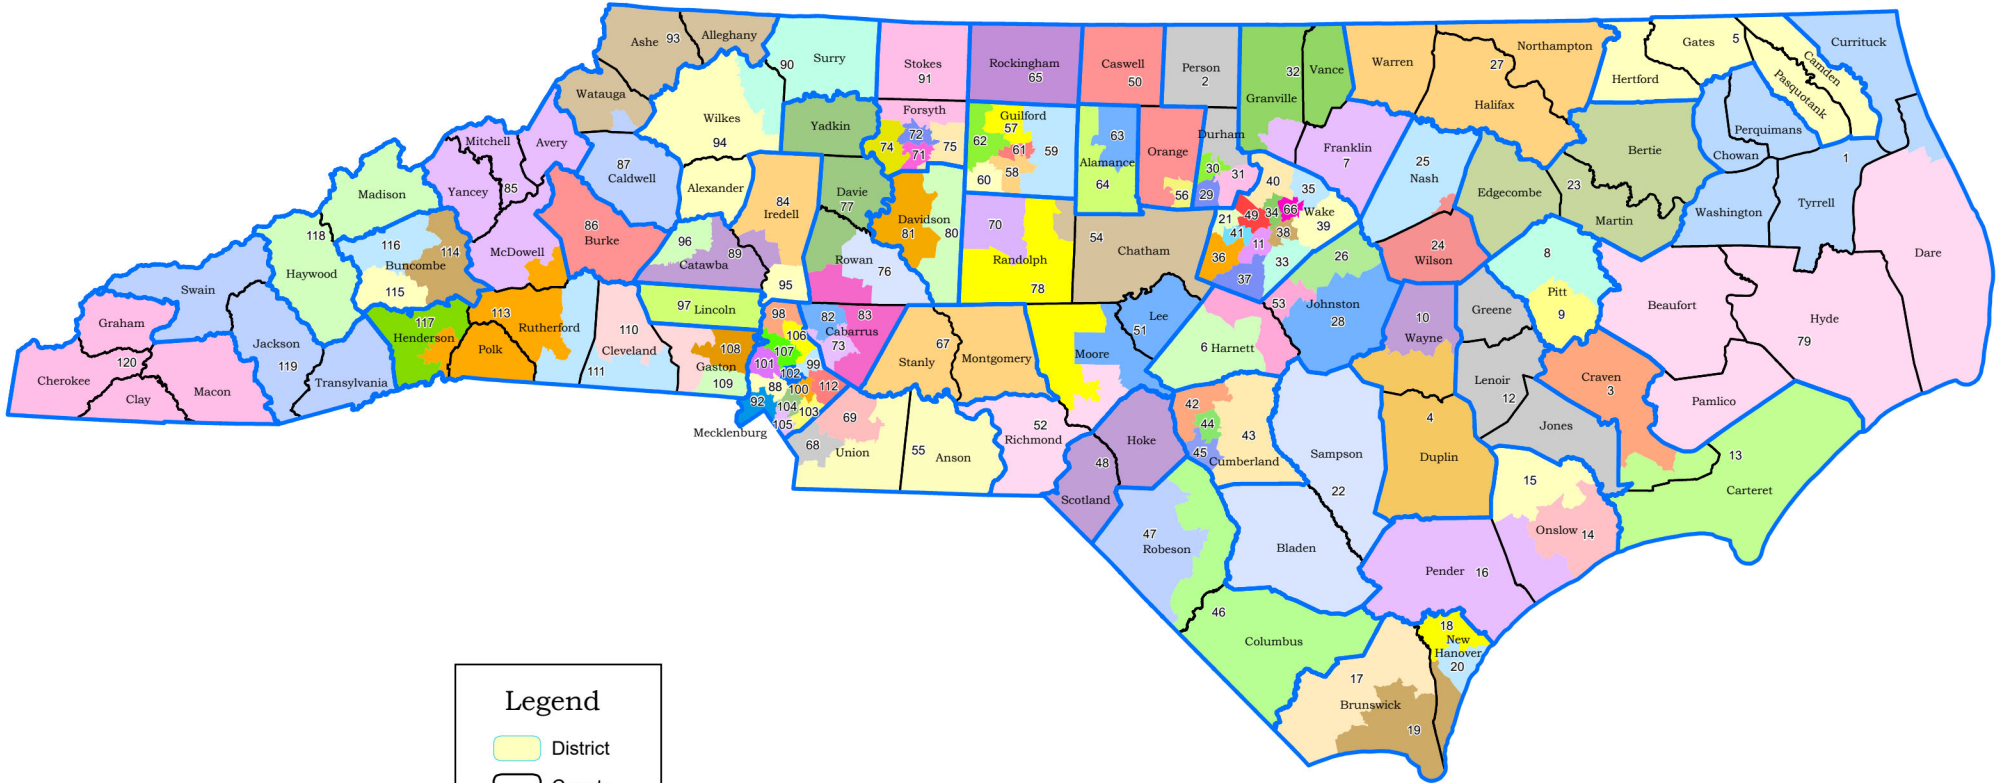 Ashe 93
Alleghany
90
Surry
Stokes
91
Rockingham
65
Caswell
50
Person
2
32
Vance
Granville
Warren
Northampton
27
Halifax
Gates 5
Hertford
Camden
Pasquotank
Currituck
Watauga
Wilkes
94
Yadkin
Forsyth
72
74
71
75
Guilford
57
62
61
59
58
60
63
Alamance
64
Orange
56
Durham
30
31
29
Franklin
7
25
Nash
Edgecombe
Bertie
23
Martin
Perquimans
Chowan
1
Washington
Tyrrell
Dare
Mitchell
Avery
Yancey
85
87
Caldwell
Alexander
84
Iredell
Davie
77
Davidson
81
80
70
Randolph
78
54
Chatham
40
35
49
34
66
Wake
39
21
41
38
11
36
33
37
26
24
Wilson
8
Pitt
9
Greene
Beaufort
Hyde
79
Madison
118
Haywood
116
114
Buncombe
115
McDowell
86
Burke
96
89
Catawba
95
Rowan
76
97 Lincoln
Swain
Graham
Jackson
119
120
Cherokee
Clay
Macon
Transylvania
117
Henderson
113
Rutherford
Polk
110
Cleveland
111
108
Gaston
109
98
106
107
101
99
102
88
100
112
92
104
103
105
Mecklenburg
82
83
Cabarrus
73
67
Stanly
Montgomery
Moore
Lee
51
53
6 Harnett
Johnston
28
10
Wayne
Lenoir
12
Jones
Craven
3
Pamlico
13
Carteret
69
68
Union
55
Anson
52
Richmond
48
Scotland
Hoke
42
44
43
45
Cumberland
Sampson
22
4
Duplin
15
Onslow 14
47
Robeson
Bladen
Pender 16
46
Columbus
18
New
Hanover
20
17
Brunswick
19
Legend
District